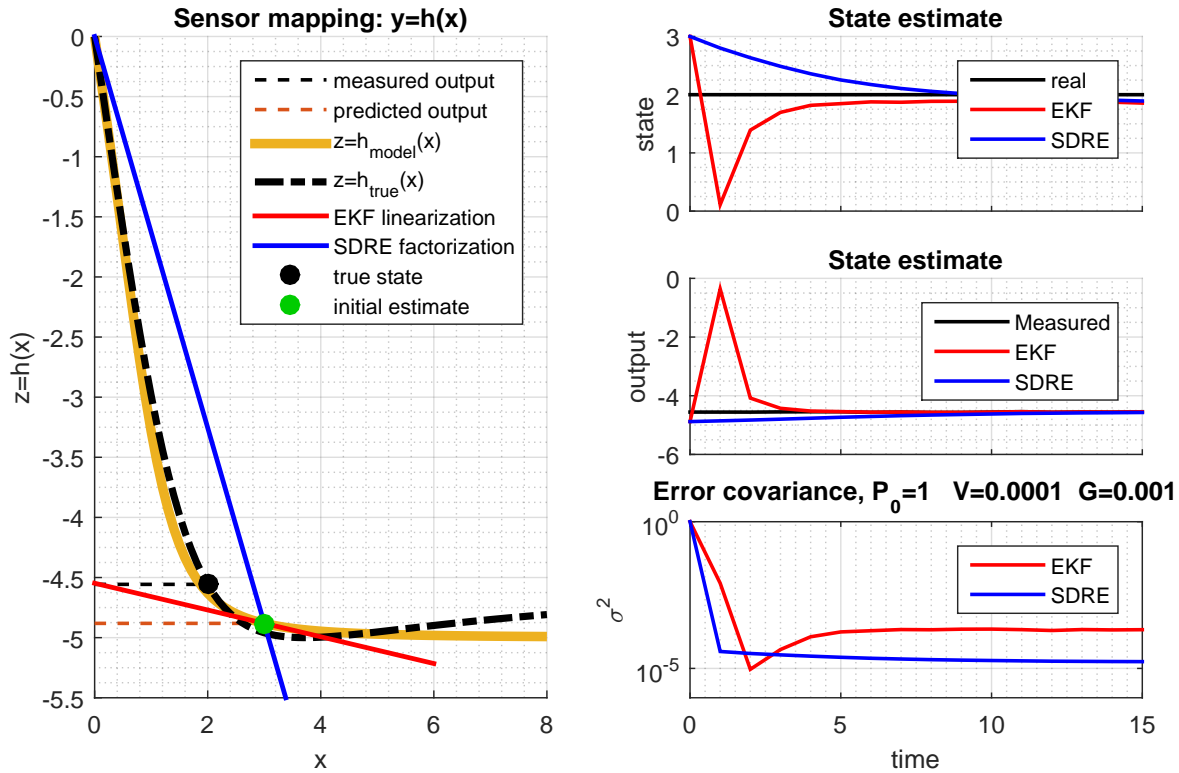 Sensor mapping: y=h(x)
0
-0.5
-1
-1.5
-2
-2.5
-3
-3.5
-4
-4.5
-5
-5.5
z=h(x)
0 2 4 6 8
x
measured output
predicted output
z=h_model(x)
z=h_true(x)
EKF linearization
SDRE factorization
true state
initial estimate
State estimate
3
2
1
0
state
real
EKF
SDRE
State estimate
0
-2
-4
-6
output
Measured
EKF
SDRE
Error covariance, P_0=1 V=0.0001 G=0.001
10^0
10^-5
σ^2
EKF
SDRE
0 5 10 15
time